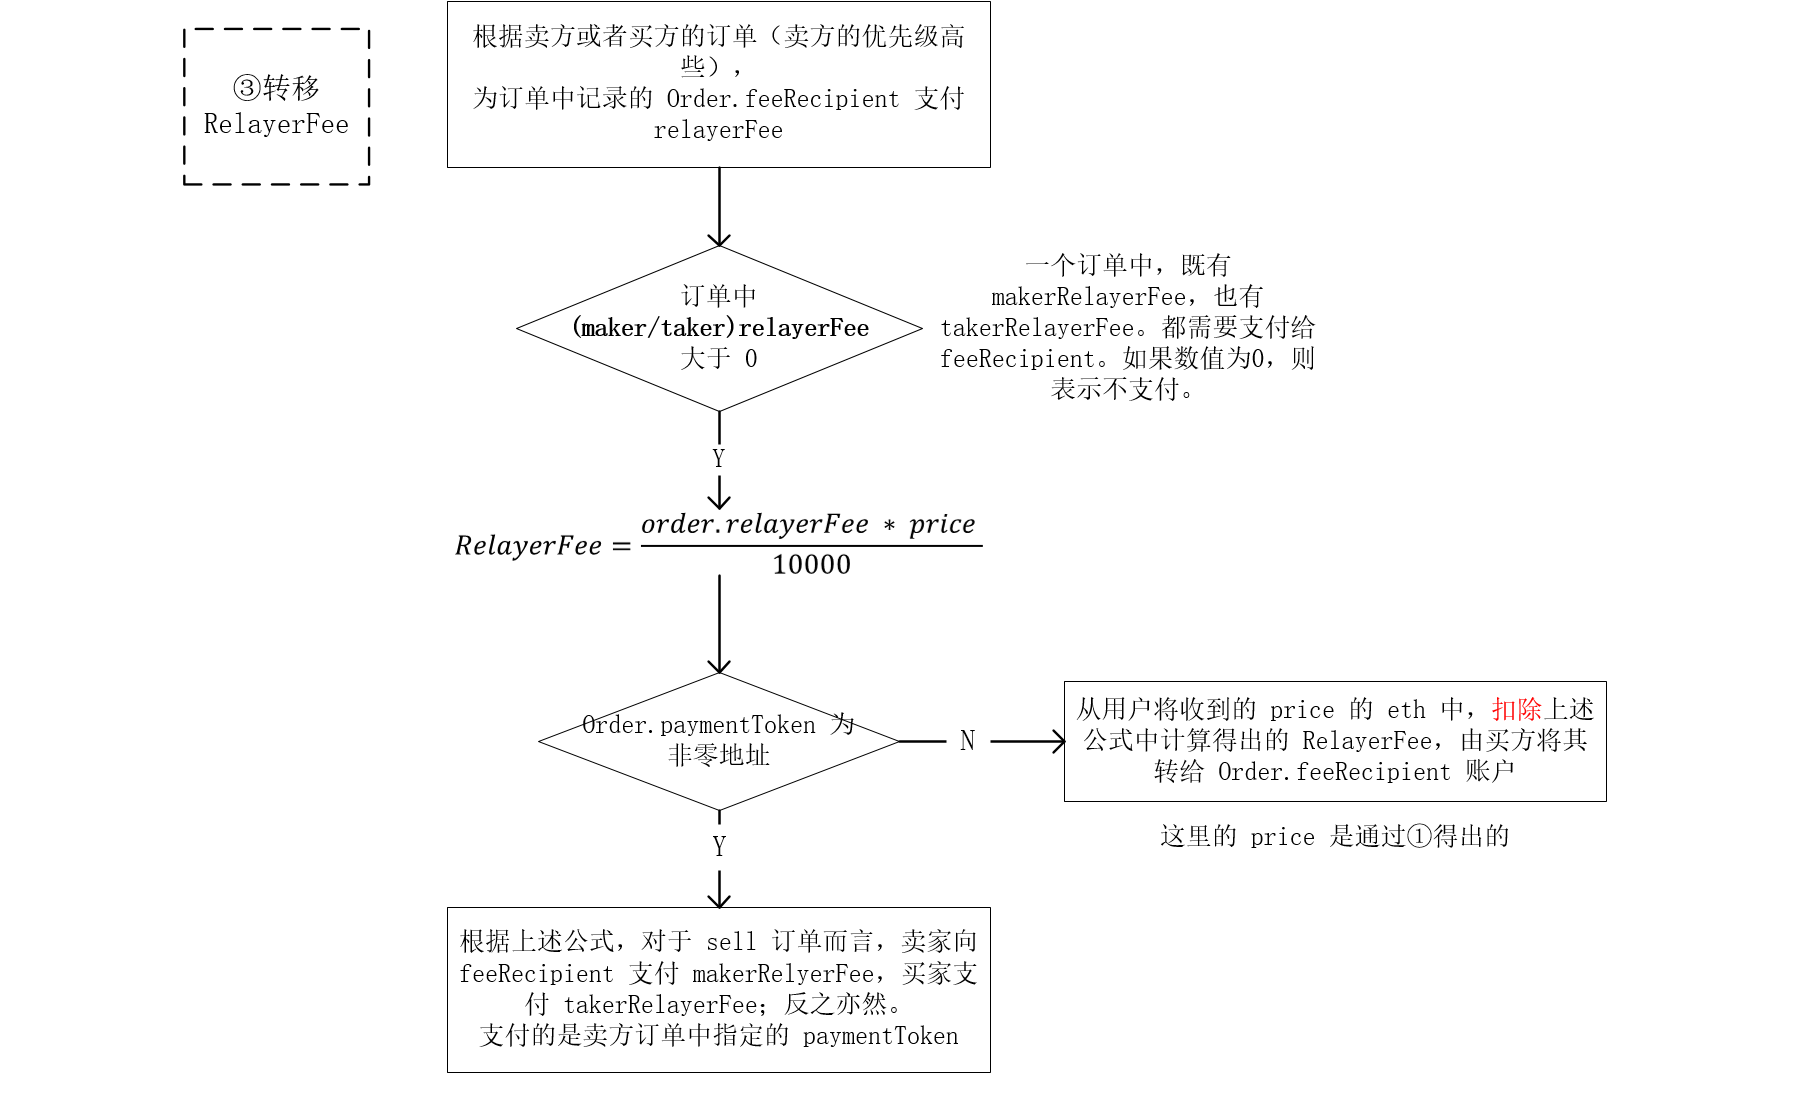 ③转移
RelayerFee
根据卖方或者买方的订单（卖方的优先级高
些），
为订单中记录的 Order.feeRecipient 支付
relayerFee
订单中
(maker/taker)relayerFee
大于 0
一个订单中，既有
makerRelayerFee，也有
takerRelayerFee。都需要支付给
feeRecipient。如果数值为0，则
表示不支付。
Y
RelayerFee = order.relayerFee * price
10000
Order.paymentToken 为
非零地址
N
从用户将收到的 price 的 eth 中，扣除上述
公式中计算得出的 RelayerFee，由买方将其
转给 Order.feeRecipient 账户
这里的 price 是通过①得出的
Y
根据上述公式，对于 sell 订单而言，卖家向
feeRecipient 支付 makerRelyerFee，买家支
付 takerRelayerFee；反之亦然。
支付的是卖方订单中指定的 paymentToken